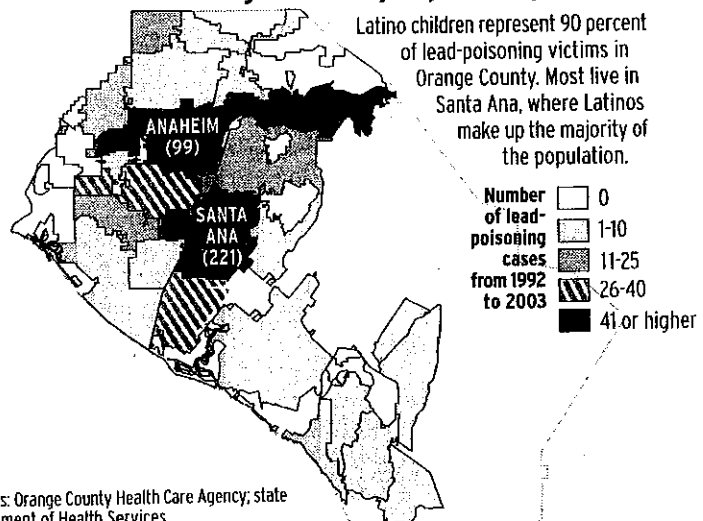 Latino children represent 90 percent
of lead-poisoning victims in
Orange County. Most live in
Santa Ana, where Latinos
make up the majority of
the population.
ANAHEIM
(99)
SANTA
ANA
(221)
Number
of lead-
poisoning
cases
from 1992
to 2003
0
1-10
11-25
26-40
41 or higher
s: Orange County Health Care Agency; state
ment of Health Services